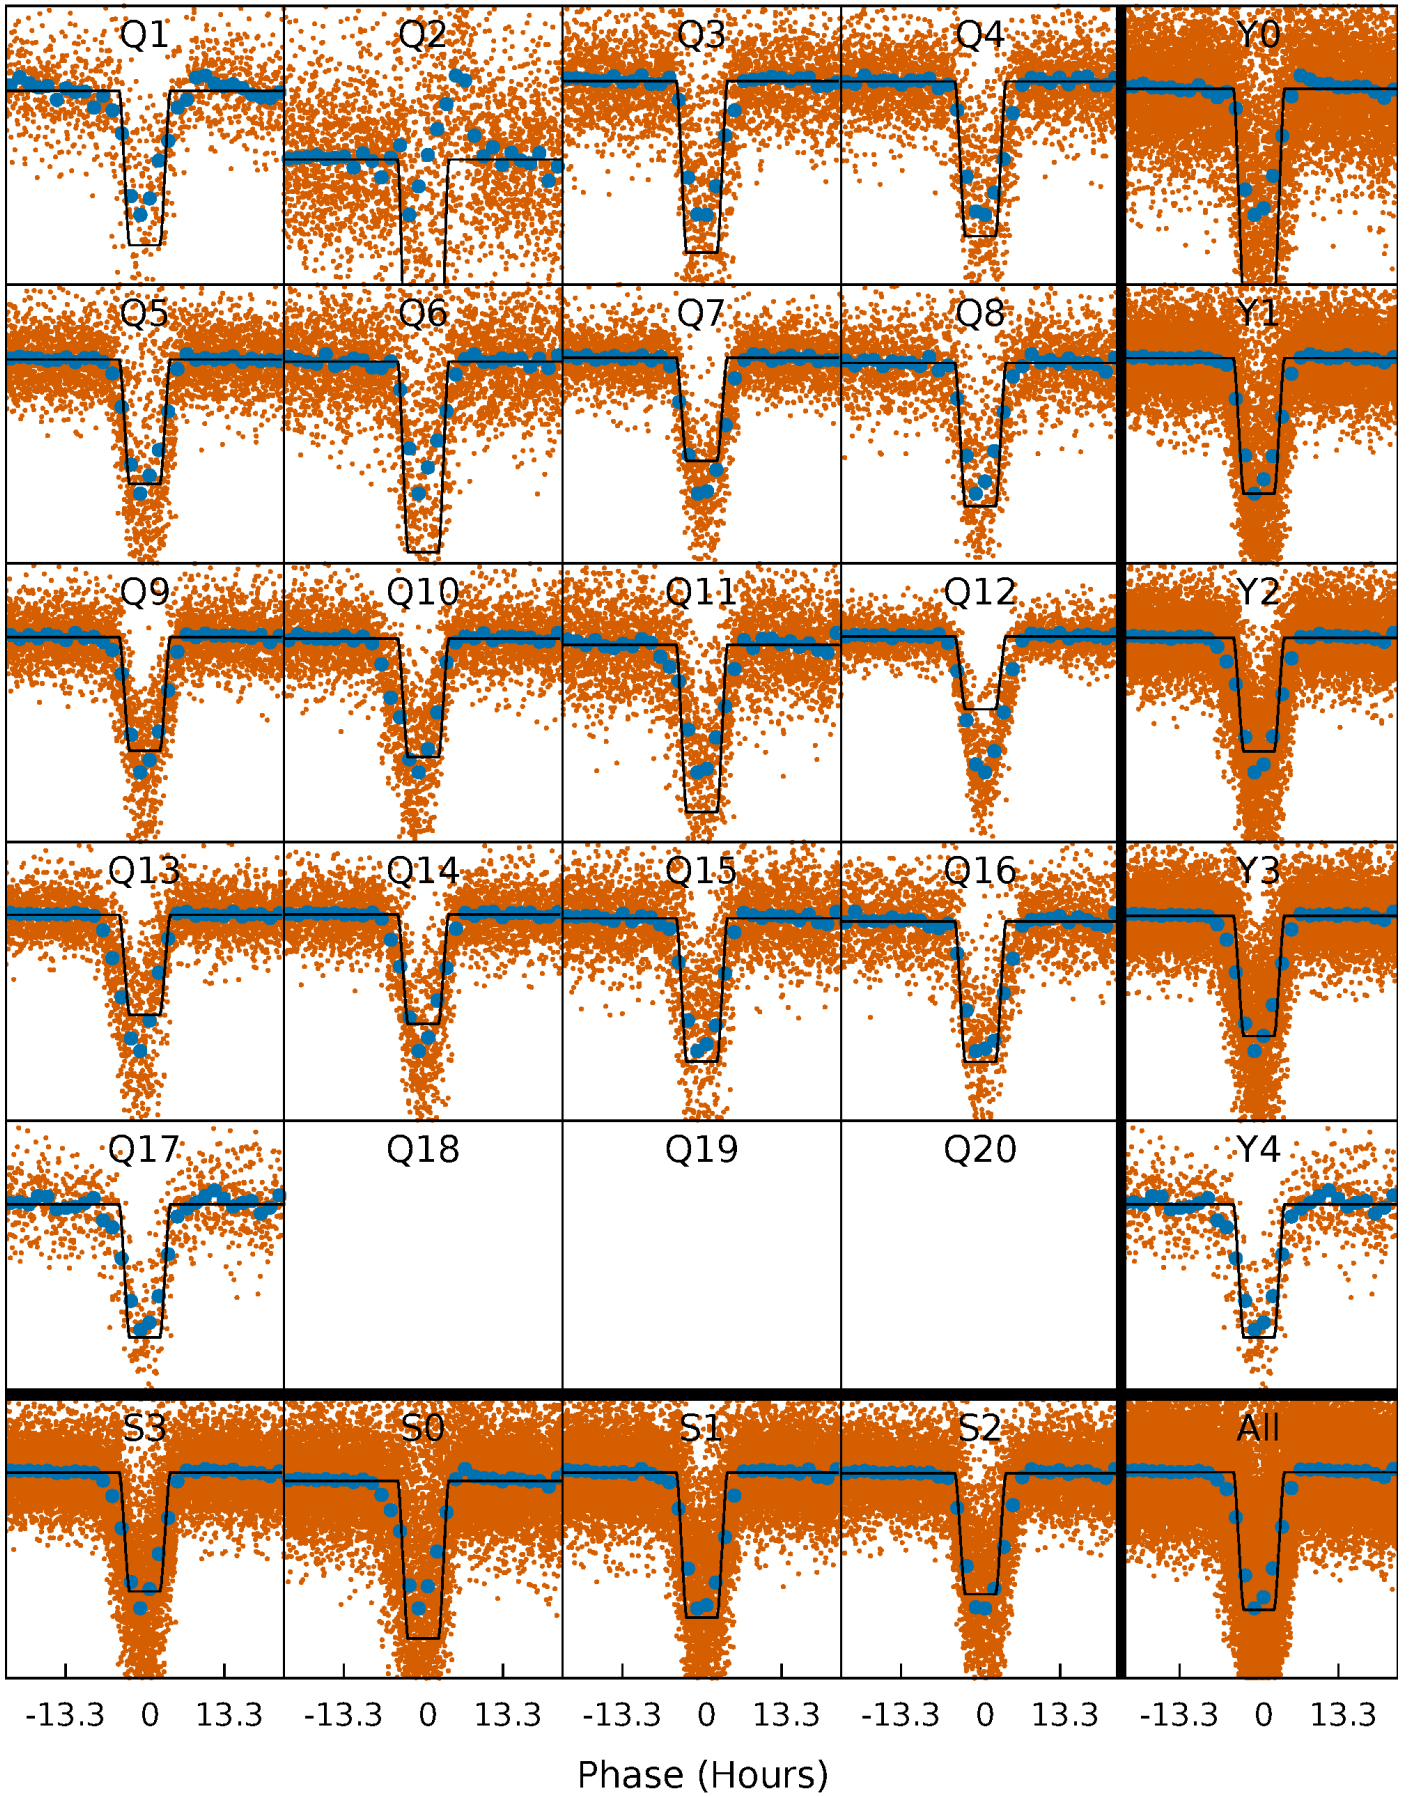 Q1 Q2 Q3 Q4 Y0
Q5 Q6 Q7 Q8 Y1
Q9 Q10 Q11 Q12 Y2
Q13 Q14 Q15 Q16 Y3
Q17 Q18 Q19 Q20 Y4
S3 S0 S1 S2 All
-13.3 0 13.3 -13.3 0 13.3 -13.3 0 13.3 -13.3 0 13.3 -13.3 0 13.3
Phase (Hours)